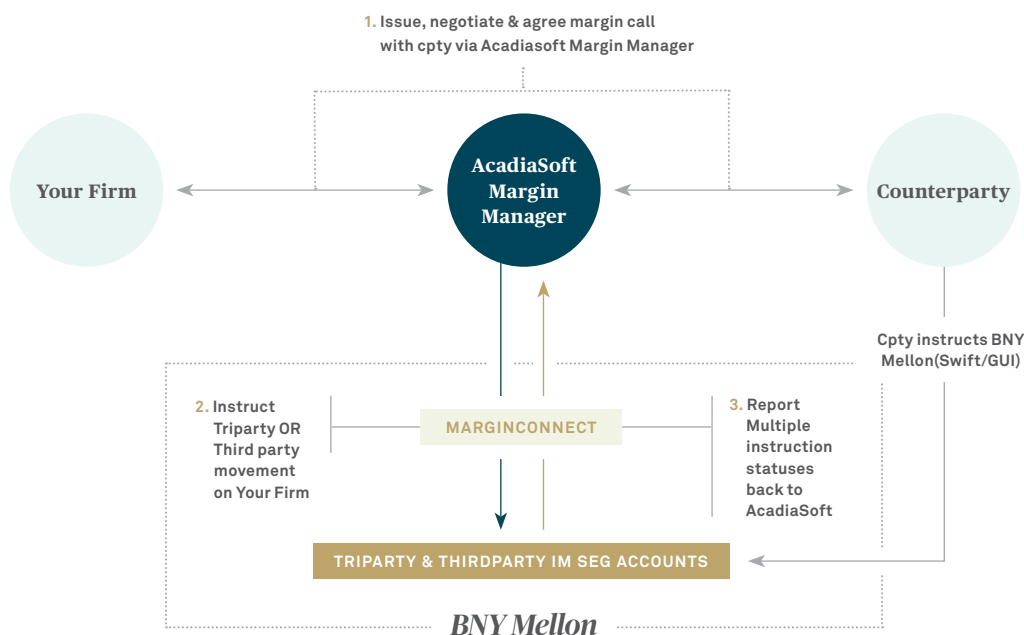 1. Issue, negotiate & agree margin call
with cpty via Acadiasoft Margin Manager
Your Firm
AcadiaSoft
Margin
Manager
Counterparty
Cpty instructs BNY
Mellon(Swift/GUI)
2. Instruct
Triparty OR
Third party
movement
on Your Firm
MARGINCONNECT
3. Report
Multiple
instruction
statuses
back to
AcadiaSoft
TRIPARTY & THIRDPARTY IM SEG ACCOUNTS
BNY Mellon